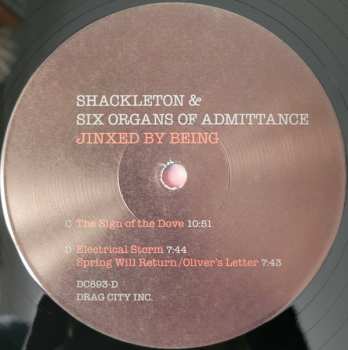 SHACKLETON &
SIX ORGANS OF ADMITTANCE
JINXED BY BEING
C The Sign of the Dove 10:51
D Electrical Storm 7:44
Spring Will Return/Oliver's Letter 7:43
DC893-D
DRAG CITY INC.